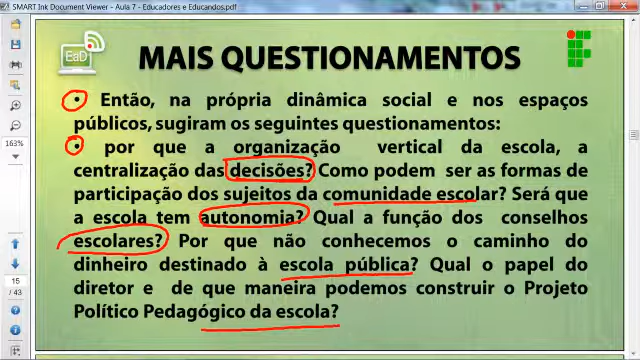 SMART Ink Document Viewer - Aula 7 - Educadores e Educandos.pdf
EaD
MAIS QUESTIONAMENTOS
• Então, na própria dinâmica social e nos espaços
públicos, sugiram os seguintes questionamentos:
• por que a organização vertical da escola, a
centralização das decisões? Como podem ser as formas de
participação dos sujeitos da comunidade escolar? Será que
a escola tem autonomia? Qual a função dos conselhos
escolares? Por que não conhecemos o caminho do
dinheiro destinado à escola pública? Qual o papel do
diretor e de que maneira podemos construir o Projeto
Político Pedagógico da escola?
163%
15
/ 43